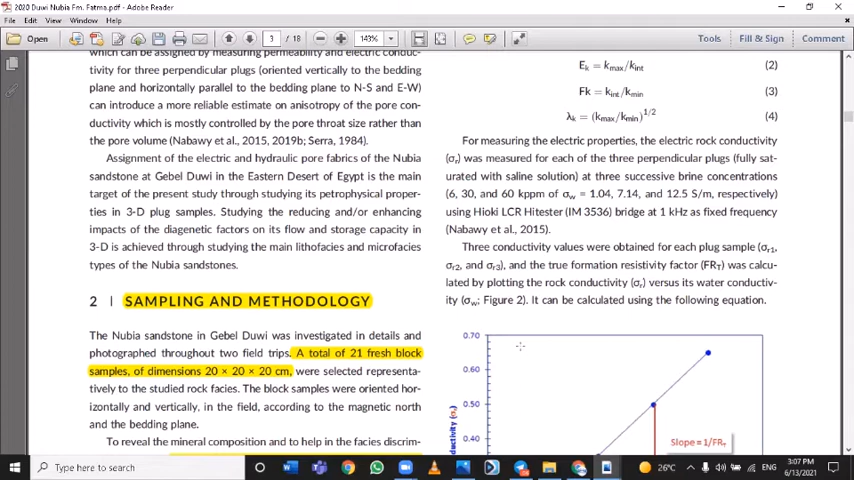 2020 Duwi Nubia Fm. Fatma.pdf - Adobe Reader
File Edit View Window Help
Open
3 / 18
143%
Tools Fill & Sign Comment
which can be assigned by measuring permeability and electric conduc-
tivity for three perpendicular plugs (oriented vertically to the bedding
plane and horizontally parallel to the bedding plane to N-S and E-W)
can introduce a more reliable estimate on anisotropy of the pore con-
ductivity which is mostly controlled by the pore throat size rather than
the pore volume (Nabawy et al., 2015, 2019b; Serra, 1984).
Assignment of the electric and hydraulic pore fabrics of the Nubia
sandstone at Gebel Duwi in the Eastern Desert of Egypt is the main
target of the present study through studying its petrophysical proper-
ties in 3-D plug samples. Studying the reducing and/or enhancing
impacts of the diagenetic factors on its flow and storage capacity in
3-D is achieved through studying the main lithofacies and microfacies
types of the Nubia sandstones.
2 | SAMPLING AND METHODOLOGY
The Nubia sandstone in Gebel Duwi was investigated in details and
photographed throughout two field trips. A total of 21 fresh block
samples, of dimensions 20 × 20 × 20 cm, were selected representa-
tively to the studied rock facies. The block samples were oriented hor-
izontally and vertically, in the field, according to the magnetic north
and the bedding plane.
To reveal the mineral composition and to help in the facies discrim-
Eₖ = kmax/kint (2)
Fk = kint/kmin (3)
λₖ = (kmax/kmin)^1/2 (4)
For measuring the electric properties, the electric rock conductivity
(σr) was measured for each of the three perpendicular plugs (fully sat-
urated with saline solution) at three successive brine concentrations
(6, 30, and 60 kppm of σw = 1.04, 7.14, and 12.5 S/m, respectively)
using Hioki LCR Hitester (IM 3536) bridge at 1 kHz as fixed frequency
(Nabawy et al., 2015).
Three conductivity values were obtained for each plug sample (σr1,
σr2, and σr3), and the true formation resistivity factor (FRT) was calcu-
lated by plotting the rock conductivity (σr) versus its water conductiv-
ity (σw; Figure 2). It can be calculated using the following equation.
0.70
0.60
0.50
0.40
ductivity (σr)
Slope = 1/FRT
Type here to search
26°C
ENG
3:07 PM
6/13/2021